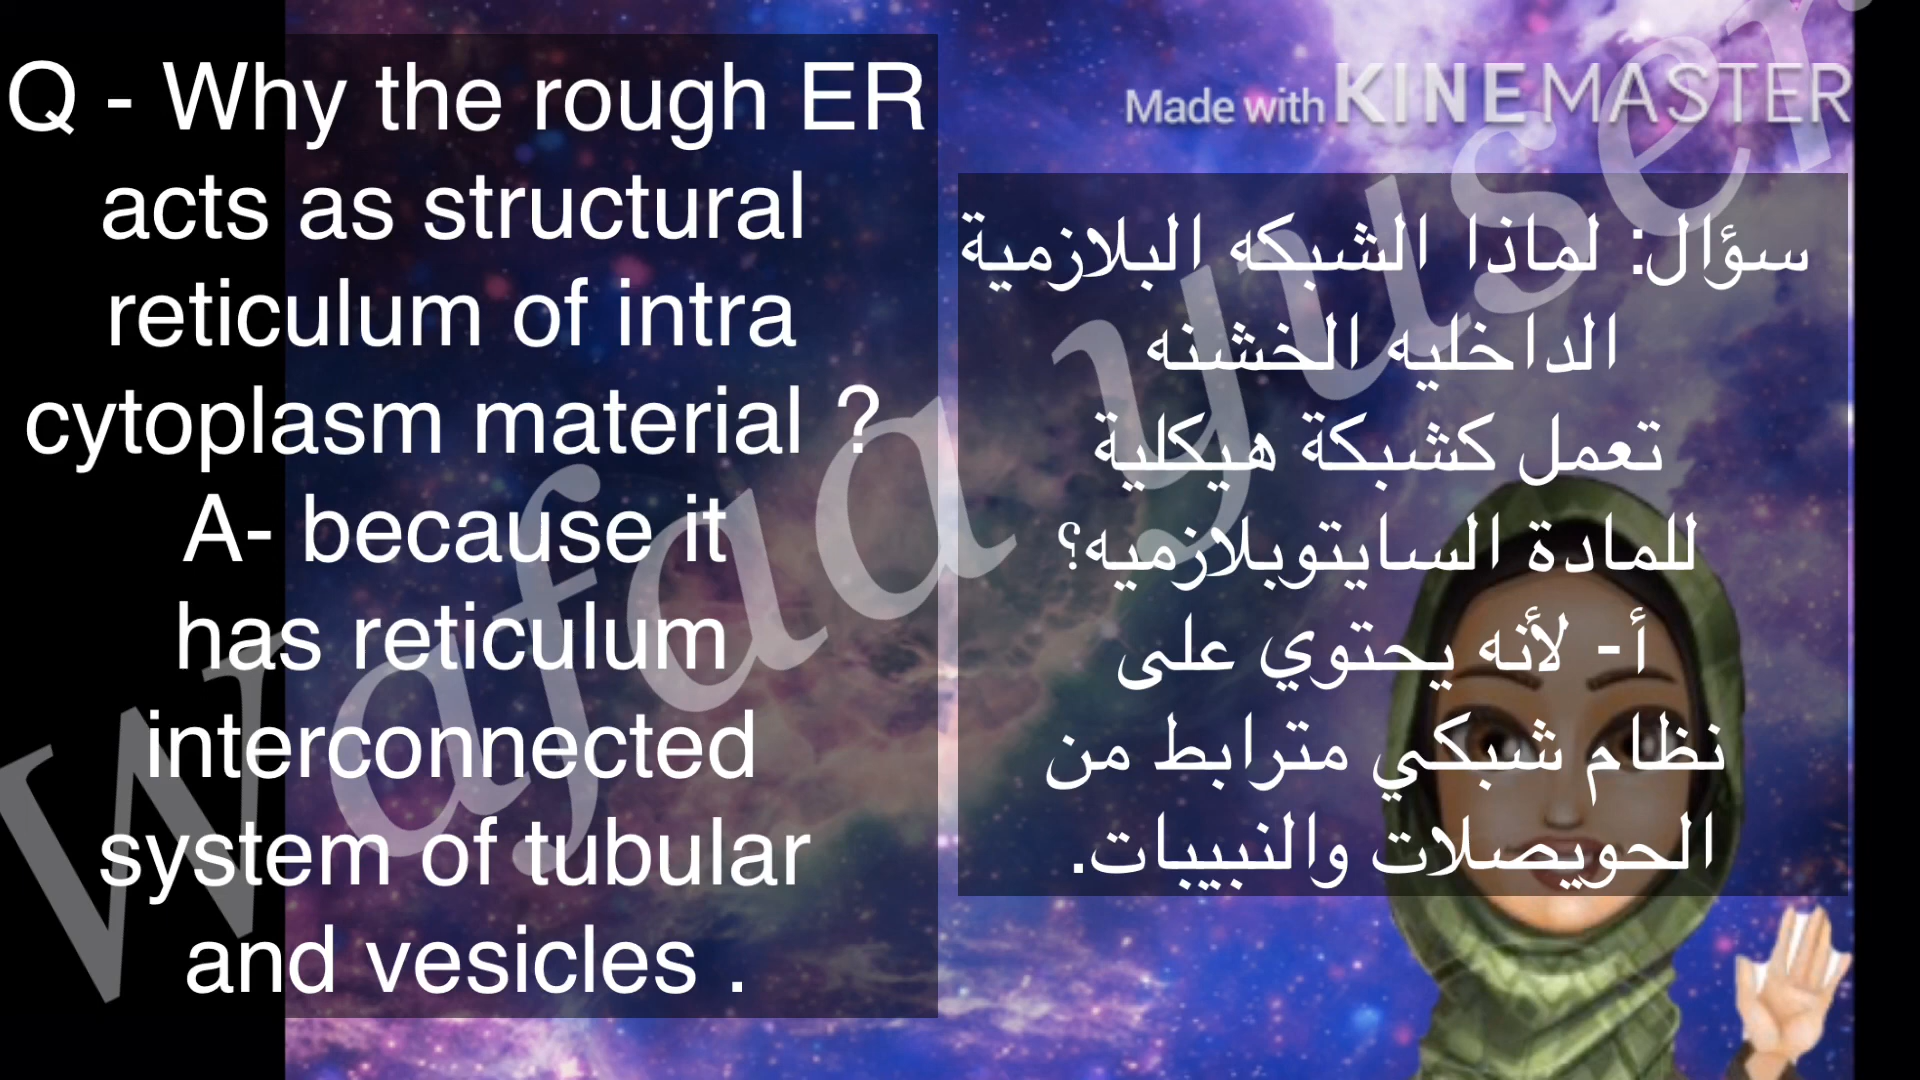 Q - Why the rough ER
acts as structural
reticulum of intra
cytoplasm material ?
A- because it
has reticulum
interconnected
system of tubular
and vesicles .
Made with KINEMASTER
سؤال: لماذا الشبكه البلازمية
الداخليه الخشنه
تعمل كشبكة هيكلية
للمادة السايتوبلازميه؟
أ- لأنه يحتوي على
نظام شبكي مترابط من
الحويصلات والنبيبات.
Wafaa yuser